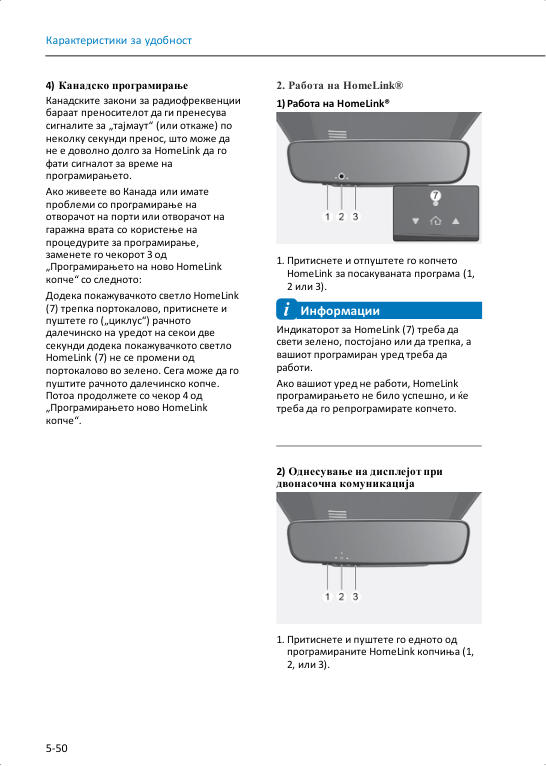 Карактеристики за удобност
4) Канадско програмирање
Канадските закони за радиофреквенции
бараат преносителот да ги пренесува
сигналите за „тајмаут“ (или откаже) по
неколку секунди пренос, што може да
не е доволно долго за HomeLink да го
фати сигналот за време на
програмирањето.
Ако живеете во Канада или имате
проблеми со програмирање на
отворачот на порти или отворачот на
гаражна врата со користење на
процедурите за програмирање,
заменете го чекорот 3 од
„Програмирањето на ново HomeLink
копче“ со следното:
Додека покажувачкото светло HomeLink
(7) трепка портокалово, притиснете и
пуштете го („циклус“) рачното
далечинско на уредот на секои две
секунди додека покажувачкото светло
HomeLink (7) не се промени од
портокалово во зелено. Сега може да го
пуштите рачното далечинско копче.
Потоа продолжете со чекор 4 од
„Програмирањето ново HomeLink
копче“.
2. Работа на HomeLink®
1) Работа на HomeLink®
7
1 2 3
1. Притиснете и отпуштете го копчето
HomeLink за посакуваната програма (1,
2 или 3).
i Информации
Индикаторот за HomeLink (7) треба да
свети зелено, постојано или да трепка, а
вашиот програмиран уред треба да
работи.
Ако вашиот уред не работи, HomeLink
програмирањето не било успешно, и ќе
треба да го репрограмирате копчето.
2) Однесување на дисплејот при
двонасочна комуникација
1 2 3
1. Притиснете и пуштете го едното од
програмираните HomeLink копчиња (1,
2, или 3).
5-50